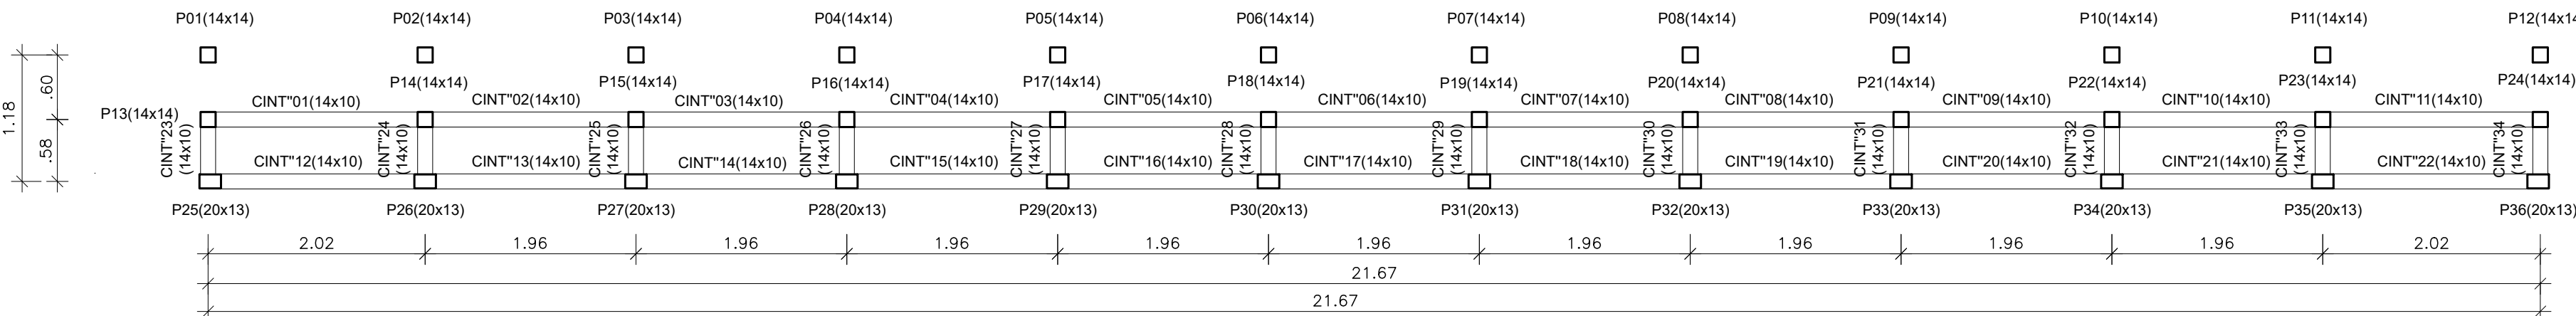 P01(14x14) P02(14x14) P03(14x14) P04(14x14) P05(14x14) P06(14x14) P07(14x14) P08(14x14) P09(14x14) P10(14x14) P11(14x14) P12(14x14
P14(14x14) P15(14x14) P16(14x14) P17(14x14) P18(14x14) P19(14x14) P20(14x14) P21(14x14) P22(14x14) P23(14x14) P24(14x14)
1.18 .60 .58
P13(14x14) CINT"01(14x10) CINT"02(14x10) CINT"03(14x10) CINT"04(14x10) CINT"05(14x10) CINT"06(14x10) CINT"07(14x10) CINT"08(14x10) CINT"09(14x10) CINT"10(14x10) CINT"11(14x10)
CINT"23 (14x10)
CINT"24 (14x10)
CINT"25 (14x10)
CINT"26 (14x10)
CINT"27 (14x10)
CINT"28 (14x10)
CINT"29 (14x10)
CINT"30 (14x10)
CINT"31 (14x10)
CINT"32 (14x10)
CINT"33 (14x10)
CINT"34 (14x10)
CINT"12(14x10) CINT"13(14x10) CINT"14(14x10) CINT"15(14x10) CINT"16(14x10) CINT"17(14x10) CINT"18(14x10) CINT"19(14x10) CINT"20(14x10) CINT"21(14x10) CINT"22(14x10)
P25(20x13) P26(20x13) P27(20x13) P28(20x13) P29(20x13) P30(20x13) P31(20x13) P32(20x13) P33(20x13) P34(20x13) P35(20x13) P36(20x13)
2.02 1.96 1.96 1.96 1.96 1.96 1.96 1.96 1.96 1.96 2.02
21.67
21.67